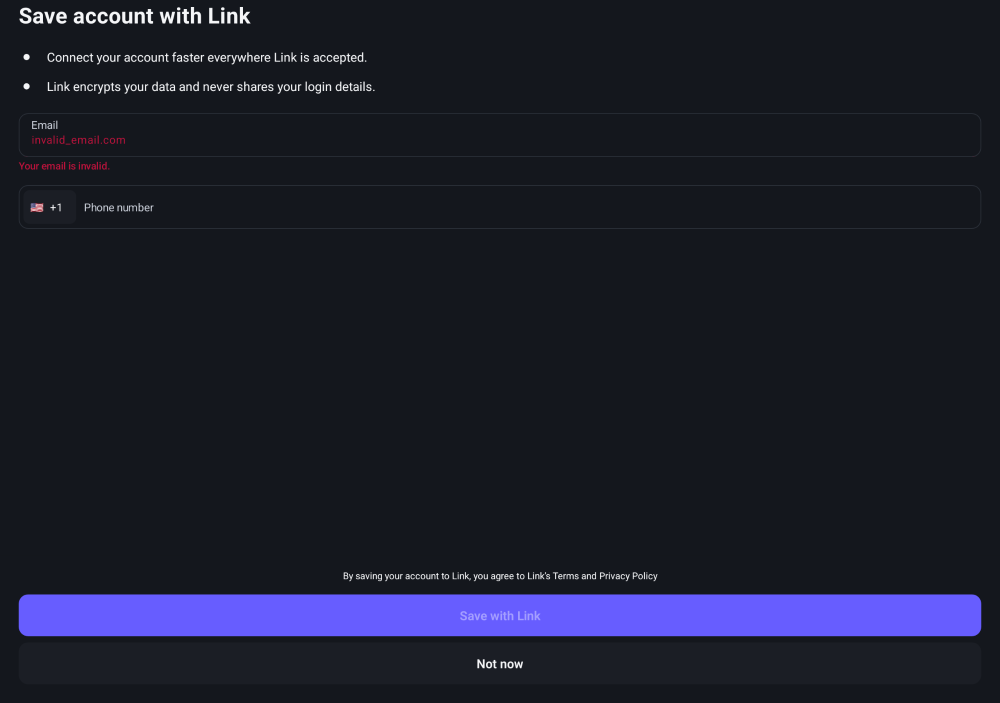 Save account with Link
Connect your account faster everywhere Link is accepted.
Link encrypts your data and never shares your login details.
Email
invalid_email.com
Your email is invalid.
+1 Phone number
By saving your account to Link, you agree to Link's Terms and Privacy Policy
Save with Link
Not now